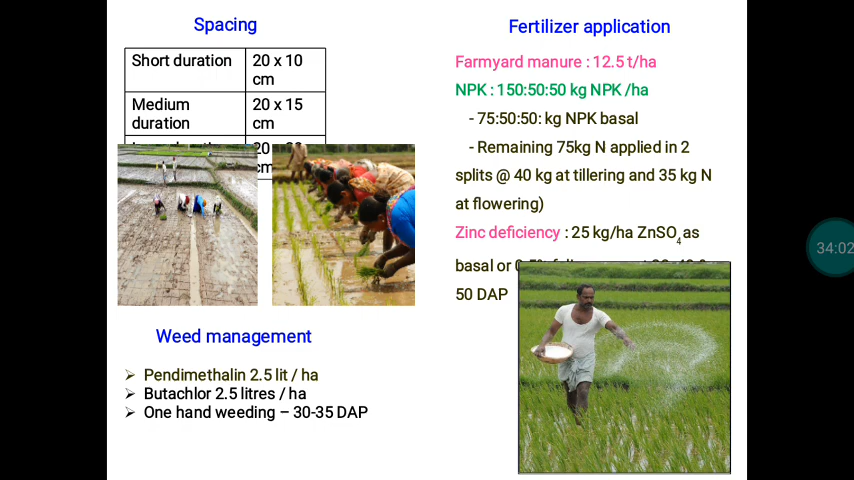 Spacing
Short duration
20 x 10
cm
Medium
duration
20 x 15
cm
cm
Weed management
Pendimethalin 2.5 lit / ha
Butachlor 2.5 litres / ha
One hand weeding – 30-35 DAP
Fertilizer application
Farmyard manure : 12.5 t/ha
NPK : 150:50:50 kg NPK /ha
- 75:50:50: kg NPK basal
- Remaining 75kg N applied in 2
splits @ 40 kg at tillering and 35 kg N
at flowering)
Zinc deficiency : 25 kg/ha ZnSO4 as
basal or
50 DAP
34:02